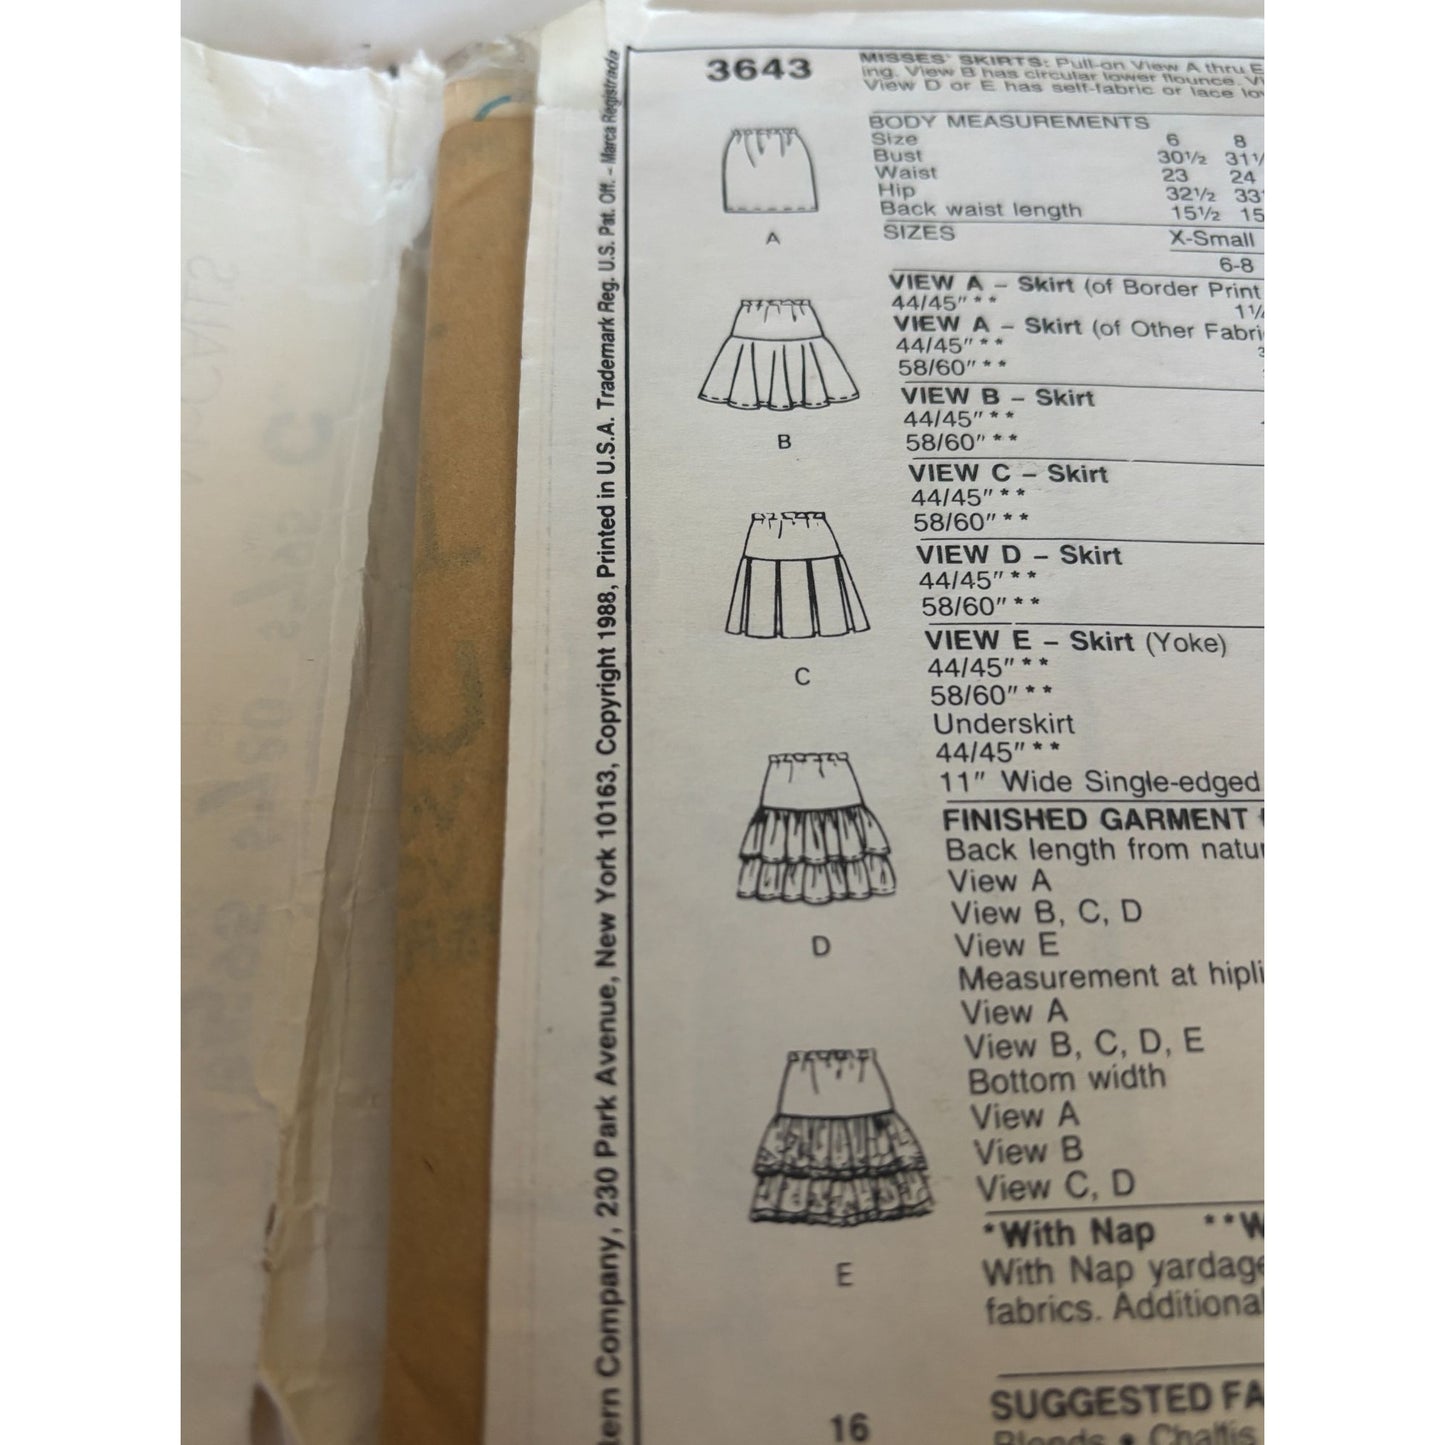 3643
MISSES' SKIRTS: Pull-on View A thru E
ing. View B has circular lower flounce. V
View D or E has self-fabric or lace lo
BODY MEASUREMENTS
Size 6 8
Bust 30½ 31
Waist 23 24
Hip 32½ 33
Back waist length 15½ 15
SIZES X-Small
6-8
VIEW A – Skirt (of Border Print
44/45"** 1¼
VIEW A – Skirt (of Other Fabri
44/45"**
58/60"**
VIEW B – Skirt
44/45"**
58/60"**
VIEW C – Skirt
44/45"**
58/60"**
VIEW D – Skirt
44/45"**
58/60"**
VIEW E – Skirt (Yoke)
44/45"**
58/60"**
Underskirt
44/45"**
11" Wide Single-edged
FINISHED GARMENT
Back length from natu
View A
View B, C, D
View E
Measurement at hipli
View A
View B, C, D, E
Bottom width
View A
View B
View C, D
*With Nap **W
With Nap yardage
fabrics. Additional
SUGGESTED FA
Blends • Challis
A
B
C
D
E
16
tern Company, 230 Park Avenue, New York 10163, Copyright 1988, Printed in U.S.A. Trademark Reg. U.S. Pat. Off. – Marca Registrada